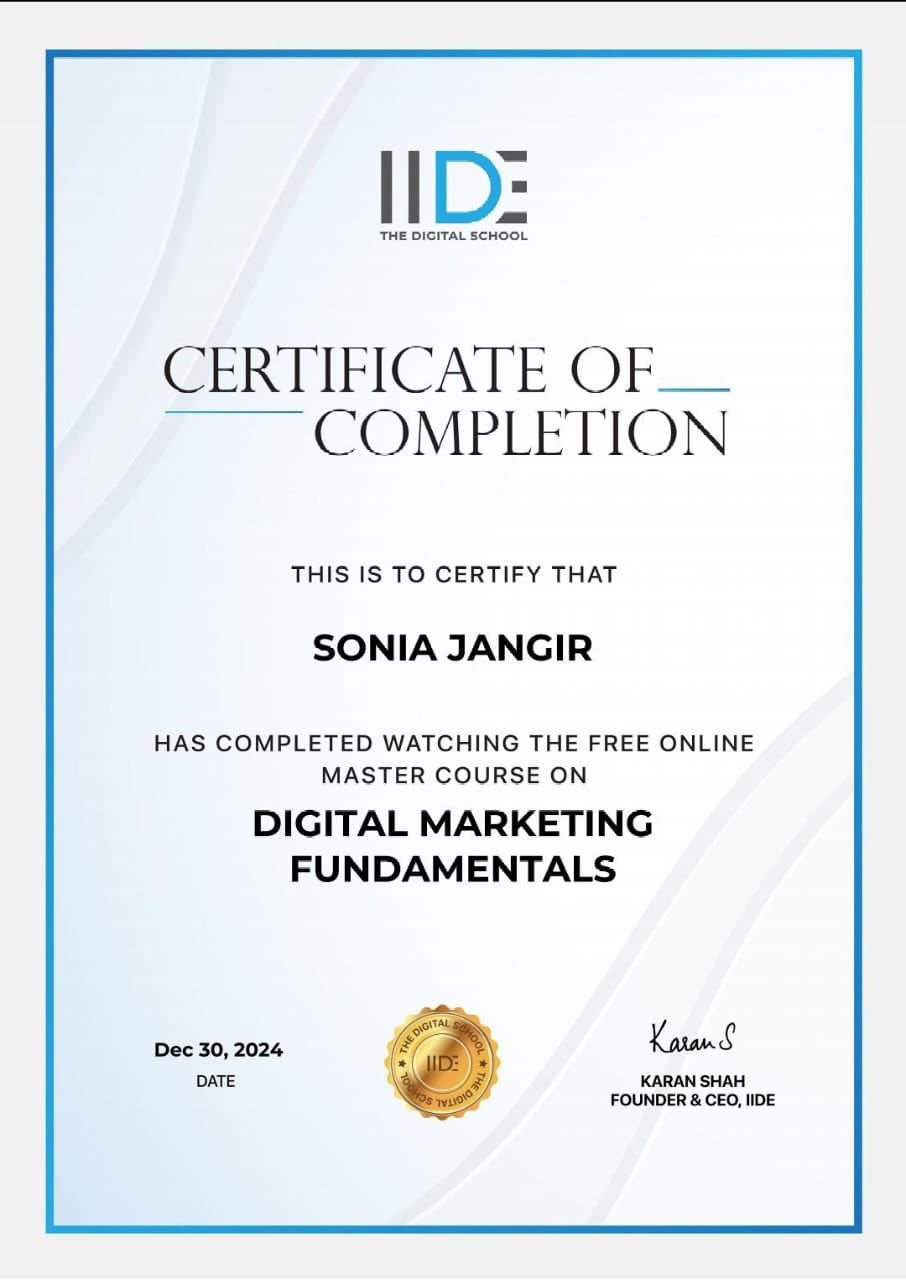 IIDE
THE DIGITAL SCHOOL
CERTIFICATE OF
COMPLETION
THIS IS TO CERTIFY THAT
SONIA JANGIR
HAS COMPLETED WATCHING THE FREE ONLINE
MASTER COURSE ON
DIGITAL MARKETING
FUNDAMENTALS
Dec 30, 2024
DATE
THE DIGITAL SCHOOL
IIDE
THE DIGITAL SCHOOL
Karan S
KARAN SHAH
FOUNDER & CEO, IIDE